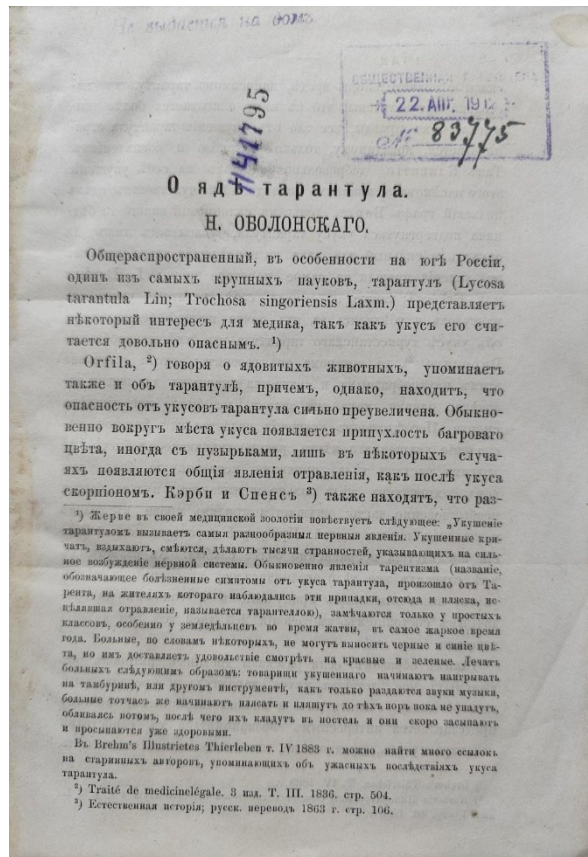 Не выдается на домъ
ОБЩЕСТВЕННАЯ
22. АПР. 1912
№ 83775
П41795
О ядѣ тарантула.
Н. ОБОЛОНСКАГО.
Общераспространенный, въ особенности на югѣ Россіи,
одинъ изъ самыхъ крупныхъ пауковъ, тарантулъ (Lycosa
tarantula Lin; Trochosa singoriensis Laxm.) представляетъ
нѣкоторый интересъ для медика, такъ какъ укусъ его счи-
тается довольно опаснымъ. ¹)
Orfila, ²) говоря о ядовитыхъ животныхъ, упоминаетъ
также и объ тарантулѣ, причемъ, однако, находитъ, что
опасность отъ укусовъ тарантула сильно преувеличена. Обыкно-
венно вокругъ мѣста укуса появляется припухлость багроваго
цвѣта, иногда съ пузырьками, лишь въ нѣкоторыхъ случа-
яхъ появляются общія явленія отравленія, какъ послѣ укуса
скорпіономъ. Кэрби и Спенсъ ³) также находятъ, что раз-
¹) Жерве въ своей медицинской зоологіи повѣствуетъ слѣдующее: „Укушеніе
тарантуломъ вызываетъ самыя разнообразныя нервныя явленія. Укушенные кри-
чатъ, вздыхаютъ, смѣются, дѣлаютъ тысячи странностей, указывающихъ на силь-
ное возбужденіе нервной системы. Обыкновенно явленія тарентизма (названіе,
обозначающее болѣзненные симптомы отъ укуса тарантула, произошло отъ Та-
рента, на жителяхъ котораго наблюдались эти припадки, отсюда и пляска, ис-
цѣлявшая отравленіе, называется тарантеллою), замѣчаются только у простыхъ
классовъ, особенно у земледѣльцевъ во время жатвы, въ самое жаркое время
года. Больные, по словамъ нѣкоторыхъ, не могутъ выносить черные и синіе цвѣ-
та, но имъ доставляетъ удовольствіе смотрѣть на красные и зеленые. Лечатъ
больныхъ слѣдующимъ образомъ: товарищи укушеннаго начинаютъ наигрывать
на тамбуринѣ, или другомъ инструментѣ, какъ только раздаются звуки музыки,
больные тотчасъ же начинаютъ плясать и пляшутъ до тѣхъ поръ пока не упадутъ,
обливаясь потомъ, послѣ чего ихъ кладутъ въ постель и они скоро засыпаютъ
и просыпаются уже здоровыми.
Въ Brehm's Illustrietes Thierleben т. IV 1883 г. можно найти много ссылокъ
на старинныхъ авторовъ, упоминающихъ объ ужасныхъ послѣдствіяхъ укуса
тарантула.
²) Traité de medicinelégale. 3 изд. Т. III. 1836. стр. 504.
³) Естественная исторія; русск. переводъ 1863 г. стр. 106.